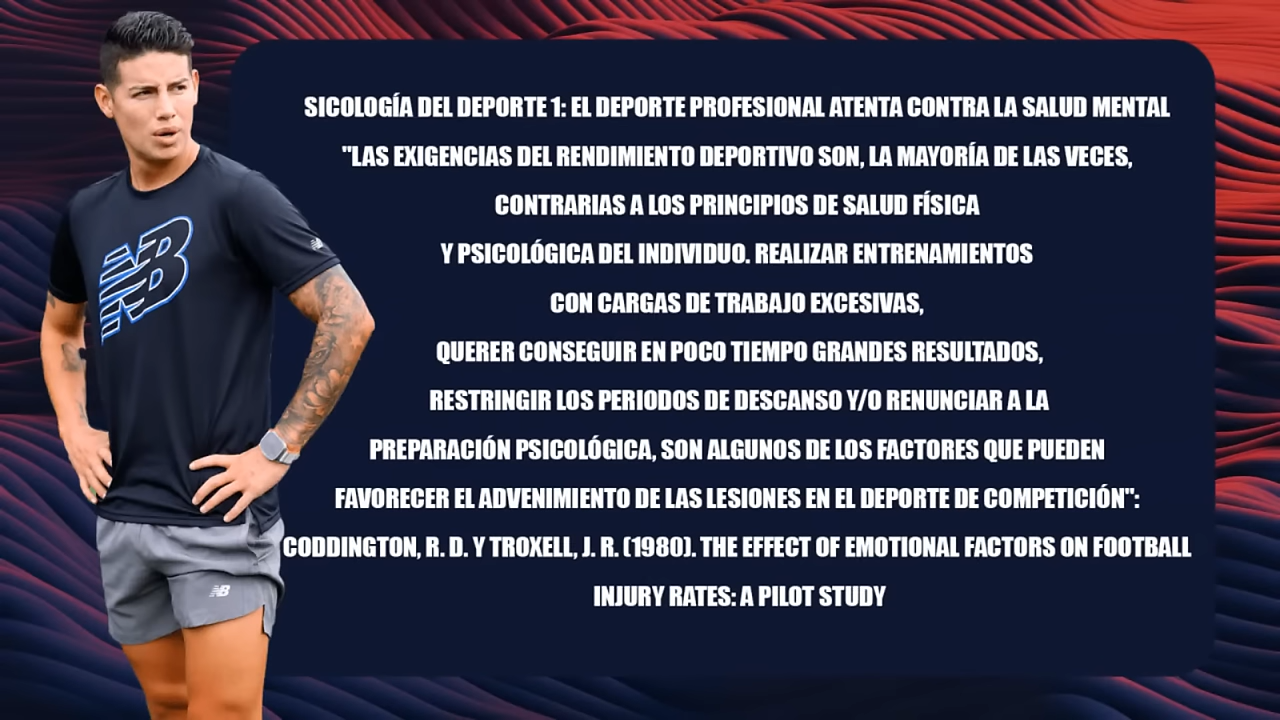 SICOLOGÍA DEL DEPORTE 1: EL DEPORTE PROFESIONAL ATENTA CONTRA LA SALUD MENTAL
"LAS EXIGENCIAS DEL RENDIMIENTO DEPORTIVO SON, LA MAYORÍA DE LAS VECES,
CONTRARIAS A LOS PRINCIPIOS DE SALUD FÍSICA
Y PSICOLÓGICA DEL INDIVIDUO. REALIZAR ENTRENAMIENTOS
CON CARGAS DE TRABAJO EXCESIVAS,
QUERER CONSEGUIR EN POCO TIEMPO GRANDES RESULTADOS,
RESTRINGIR LOS PERIODOS DE DESCANSO Y/O RENUNCIAR A LA
PREPARACIÓN PSICOLÓGICA, SON ALGUNOS DE LOS FACTORES QUE PUEDEN
FAVORECER EL ADVENIMIENTO DE LAS LESIONES EN EL DEPORTE DE COMPETICIÓN":
CODDINGTON, R. D. Y TROXELL, J. R. (1980). THE EFFECT OF EMOTIONAL FACTORS ON FOOTBALL
INJURY RATES: A PILOT STUDY
NB
NB